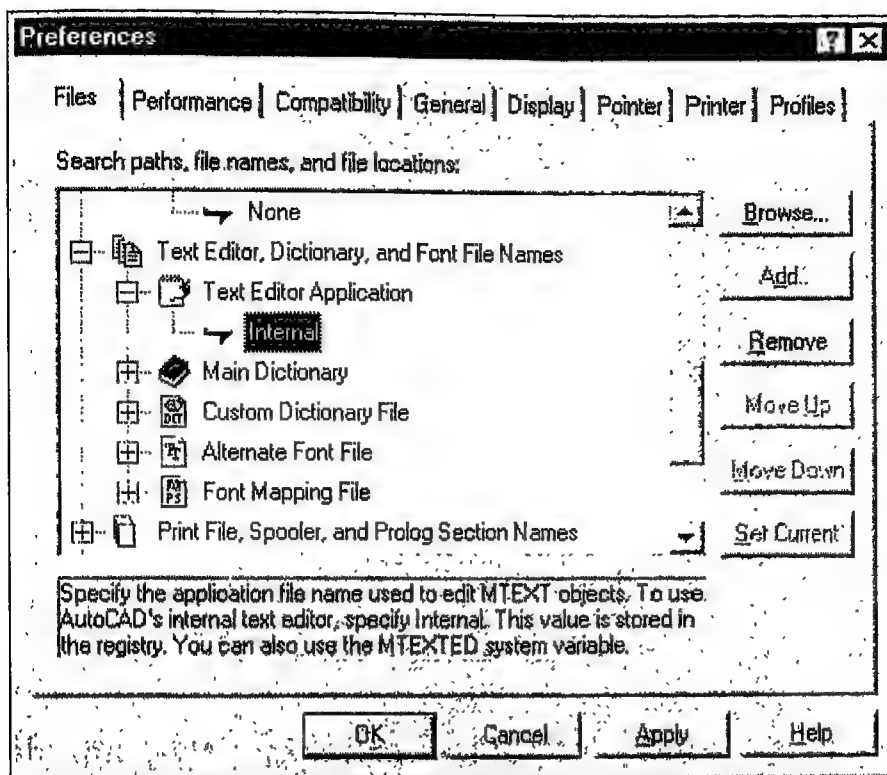 Preferences
Files Performance Compatibility General Display Pointer Printer Profiles
Search paths, file names, and file locations:
None
Text Editor, Dictionary, and Font File Names
Text Editor Application
Internal
Main Dictionary
Custom Dictionary File
Alternate Font File
Font Mapping File
Print File, Spooler, and Prolog Section Names
Browse...
Add..
Remove
Move Up
Move Down
Set Current
Specify the application file name used to edit MTEXT objects. To use
AutoCAD's internal text editor, specify Internal. This value is stored in
the registry. You can also use the MTEXTED system variable.
OK Cancel Apply Help